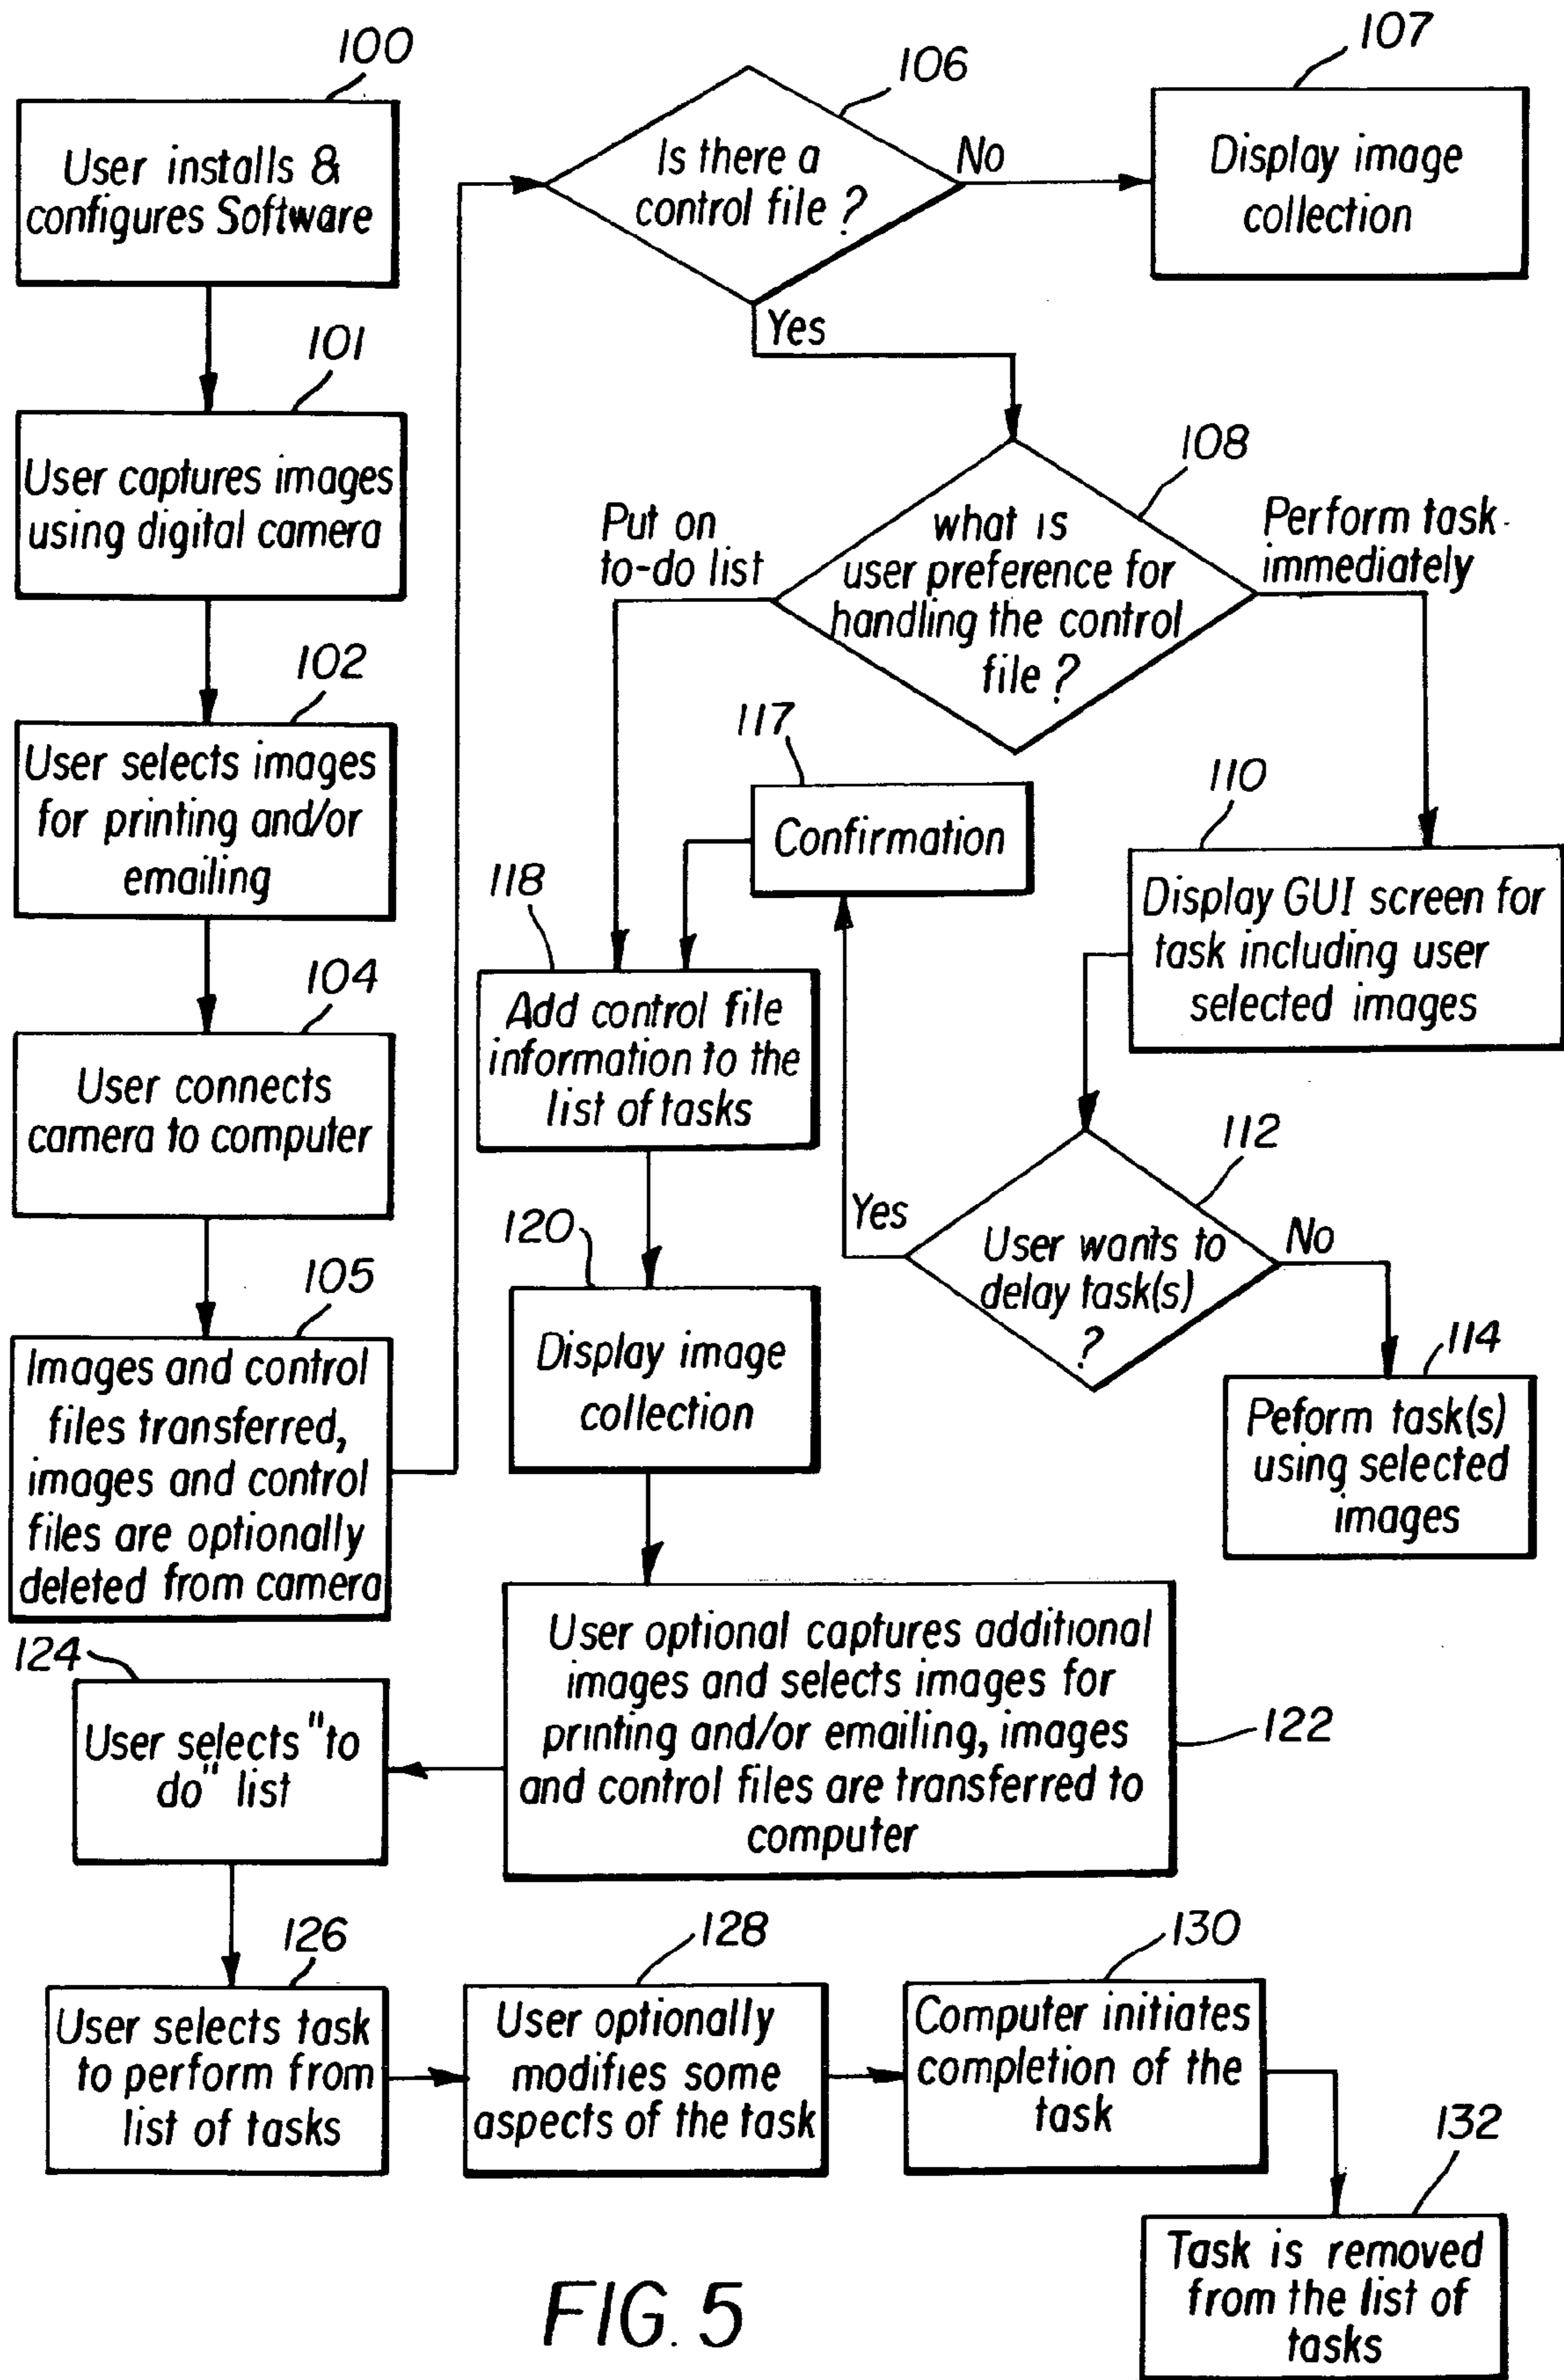 100
User installs &
configures Software
101
User captures images
using digital camera
102
User selects images
for printing and/or
emailing
104
User connects
camera to computer
105
Images and control
files transferred,
images and control
files are optionally
deleted from camera
106
Is there a
control file ?
No
Yes
107
Display image
collection
108
what is
user preference for
handling the control
file ?
Put on
to-do list
Perform task
immediately
110
Display GUI screen for
task including user
selected images
112
User wants to
delay task(s)
?
Yes
No
114
Peform task(s)
using selected
images
117
Confirmation
118
Add control file
information to the
list of tasks
120
Display image
collection
122
User optional captures additional
images and selects images for
printing and/or emailing, images
and control files are transferred to
computer
124
User selects "to
do" list
126
User selects task
to perform from
list of tasks
128
User optionally
modifies some
aspects of the task
130
Computer initiates
completion of the
task
132
Task is removed
from the list of
tasks
FIG. 5